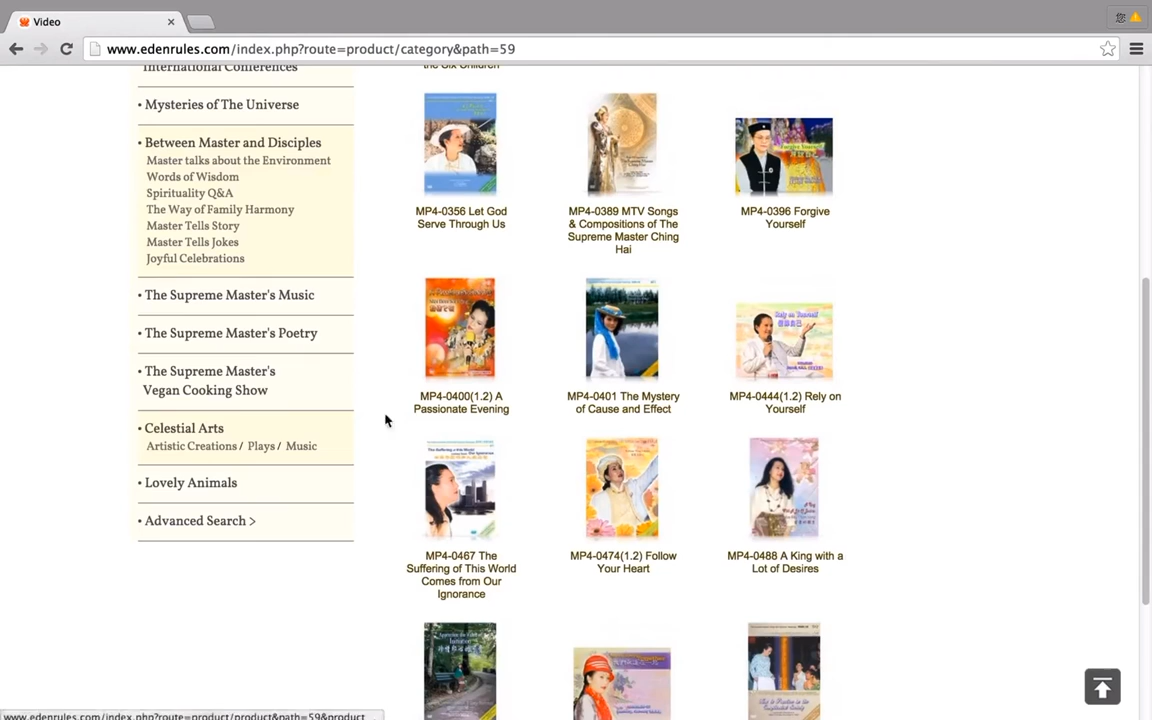 Video
您
www.edenrules.com/index.php?route=product/category&path=59
International Conferences
• Mysteries of The Universe
• Between Master and Disciples
Master talks about the Environment
Words of Wisdom
Spirituality Q&A
The Way of Family Harmony
Master Tells Story
Master Tells Jokes
Joyful Celebrations
• The Supreme Master's Music
• The Supreme Master's Poetry
• The Supreme Master's
Vegan Cooking Show
• Celestial Arts
Artistic Creations / Plays / Music
• Lovely Animals
• Advanced Search >
the Six Children
MP4-0356 Let God
Serve Through Us
MP4-0389 MTV Songs
& Compositions of The
Supreme Master Ching
Hai
Forgive Yourself
MP4-0396 Forgive
Yourself
MP4-0400(1.2) A
Passionate Evening
MP4-0401 The Mystery
of Cause and Effect
Rely on Yourself
MP4-0444(1.2) Rely on
Yourself
MP4-0467 The
Suffering of This World
Comes from Our
Ignorance
MP4-0474(1.2) Follow
Your Heart
MP4-0488 A King with a
Lot of Desires
www.edenrules.com/index.php?route=product/product&path=59&product